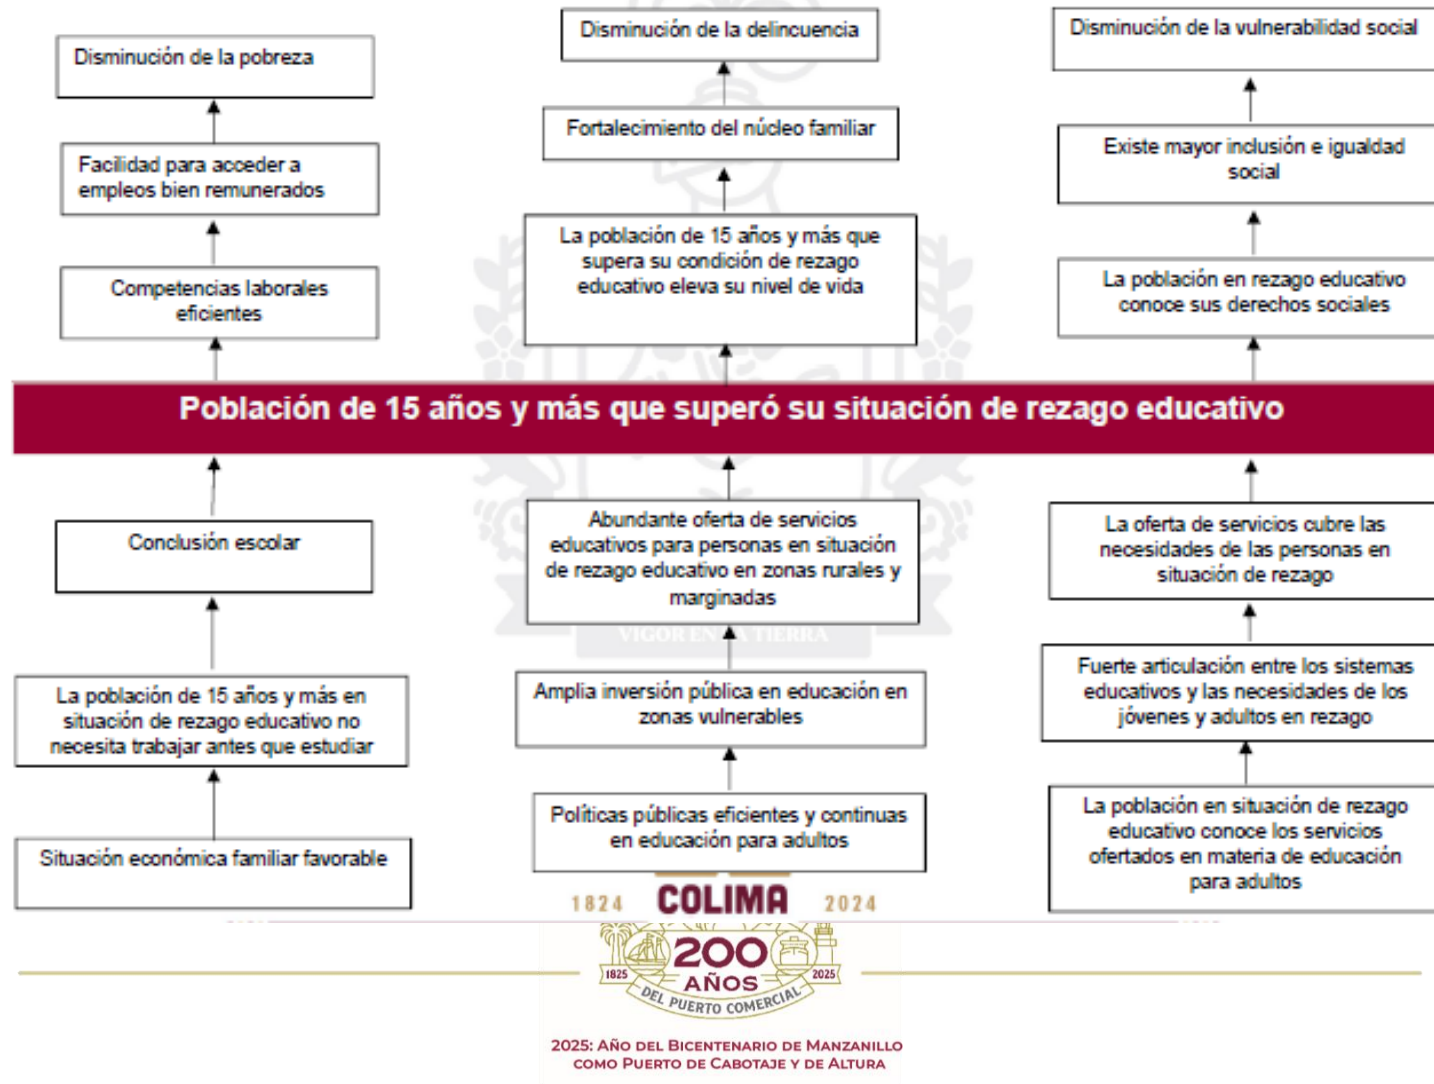 Disminución de la pobreza
Facilidad para acceder a
empleos bien remunerados
Competencias laborales
eficientes
Disminución de la delincuencia
Fortalecimiento del núcleo familiar
La población de 15 años y más que
supera su condición de rezago
educativo eleva su nivel de vida
Disminución de la vulnerabilidad social
Existe mayor inclusión e igualdad
social
La población en rezago educativo
conoce sus derechos sociales
Población de 15 años y más que superó su situación de rezago educativo
Conclusión escolar
La población de 15 años y más en
situación de rezago educativo no
necesita trabajar antes que estudiar
Situación económica familiar favorable
Abundante oferta de servicios
educativos para personas en situación
de rezago educativo en zonas rurales y
marginadas
VIGOR EN LA TIERRA
Amplia inversión pública en educación en
zonas vulnerables
Políticas públicas eficientes y continuas
en educación para adultos
La oferta de servicios cubre las
necesidades de las personas en
situación de rezago
Fuerte articulación entre los sistemas
educativos y las necesidades de los
jóvenes y adultos en rezago
La población en situación de rezago
educativo conoce los servicios
ofertados en materia de educación
para adultos
1824 COLIMA 2024
200
1825 AÑOS 2025
DEL PUERTO COMERCIAL
2025: AÑO DEL BICENTENARIO DE MANZANILLO
COMO PUERTO DE CABOTAJE Y DE ALTURA